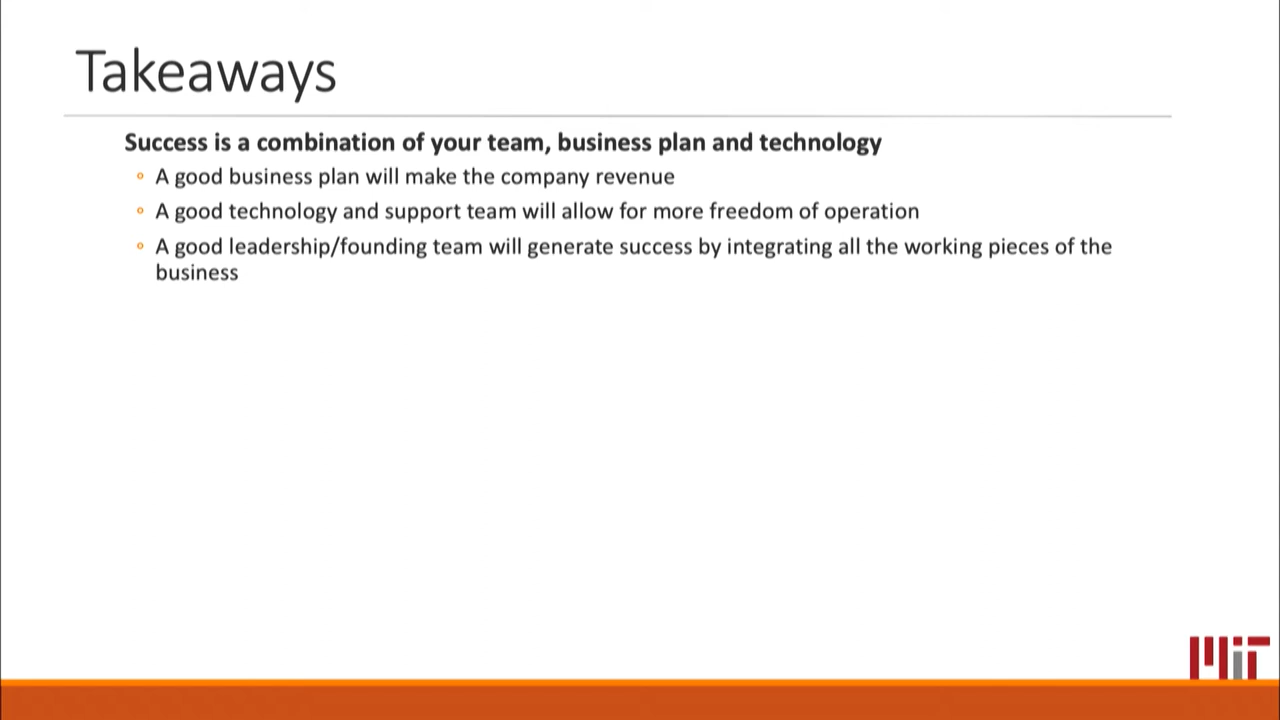 Takeaways
Success is a combination of your team, business plan and technology
◦ A good business plan will make the company revenue
◦ A good technology and support team will allow for more freedom of operation
◦ A good leadership/founding team will generate success by integrating all the working pieces of the
business
MIT